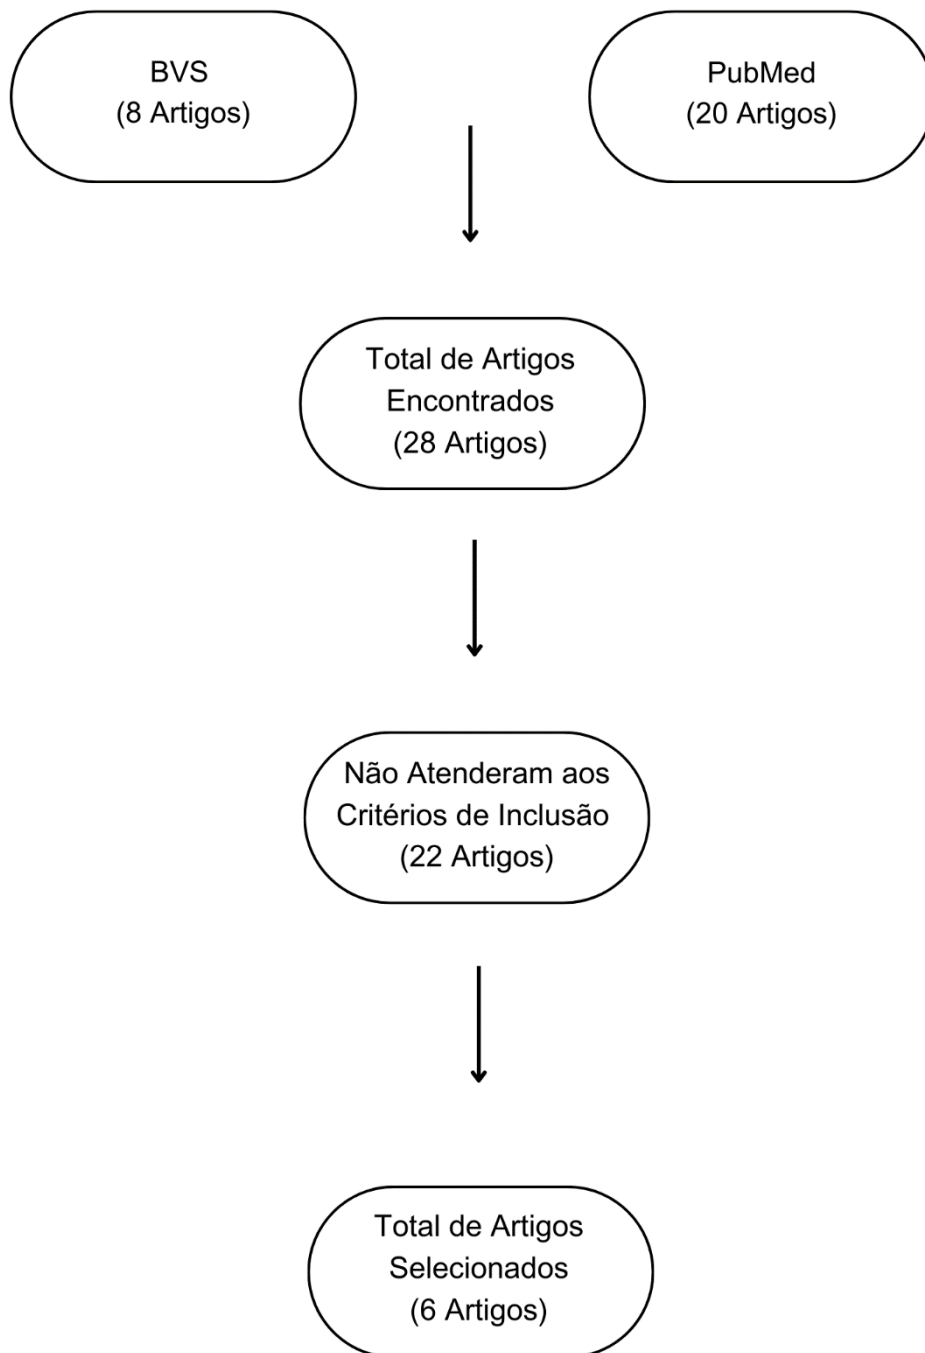 BVS
(8 Artigos)
PubMed
(20 Artigos)
Total de Artigos
Encontrados
(28 Artigos)
Não Atenderam aos
Critérios de Inclusão
(22 Artigos)
Total de Artigos
Selecionados
(6 Artigos)